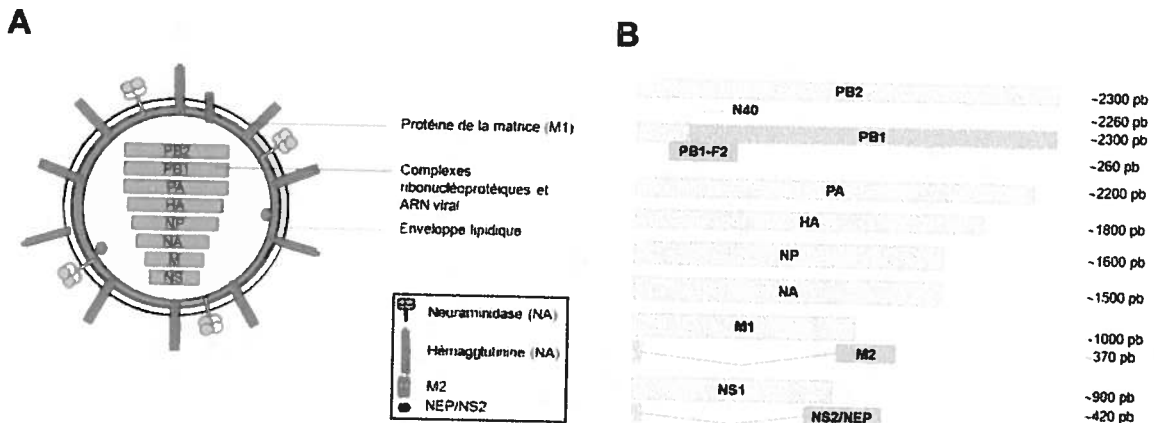 A
PB2
PB1
PA
HA
NP
NA
M
NS
Protéine de la matrice (M1)
Complexes
ribonucléoprotéiques et
ARN viral
Enveloppe lipidique
Neuraminidase (NA)
Hémagglutinine (NA)
M2
NEP/NS2
B
PB2
~2300 pb
N40
~2260 pb
PB1
~2300 pb
PB1-F2
~260 pb
PA
~2200 pb
HA
~1800 pb
NP
~1600 pb
NA
~1500 pb
M1
~1000 pb
M2
~370 pb
NS1
~900 pb
NS2/NEP
~420 pb